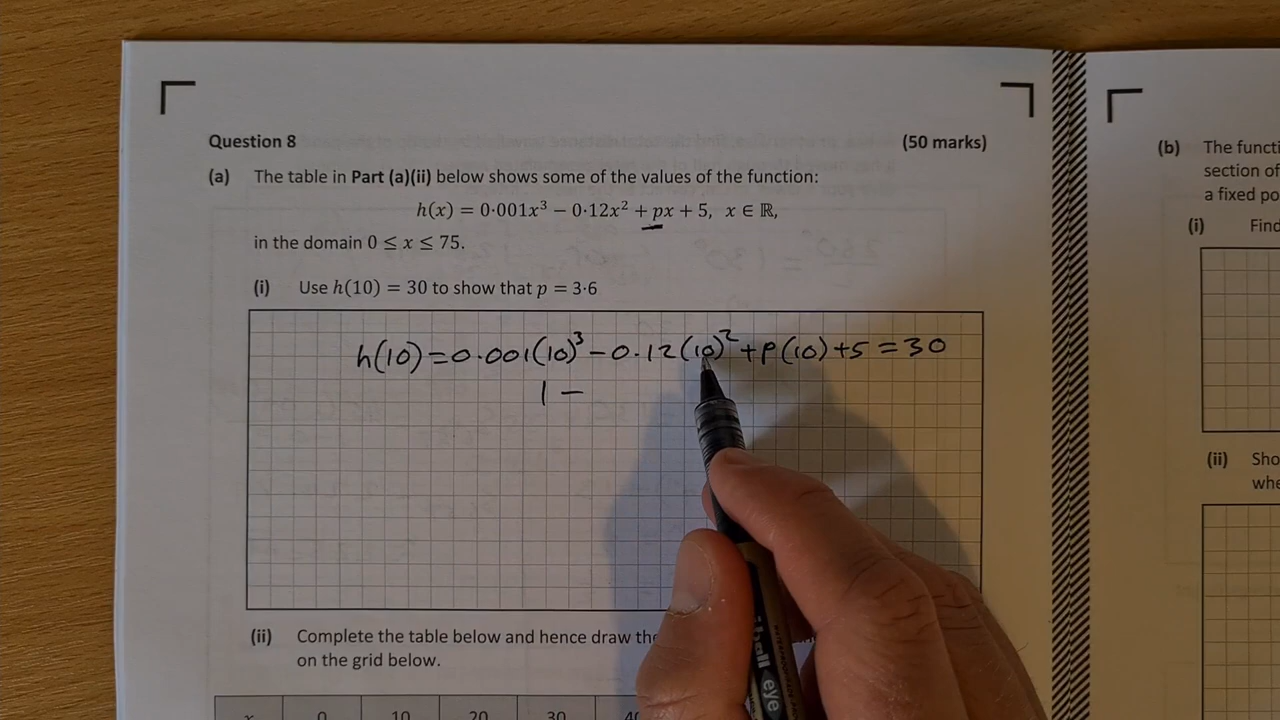 Question 8 (50 marks)
(a) The table in Part (a)(ii) below shows some of the values of the function:
h(x) = 0·001x³ − 0·12x² + px + 5, x ∈ ℝ,
in the domain 0 ≤ x ≤ 75.
(i) Use h(10) = 30 to show that p = 3·6
h(10) = 0.001(10)³ − 0.12(10)² + p(10) + 5 = 30
1 −
(ii) Complete the table below and hence draw the
on the grid below.
x 0 10 20 30
(b) The functi
section of
a fixed po
(i) Find
(ii) Sho
whe
ball eye